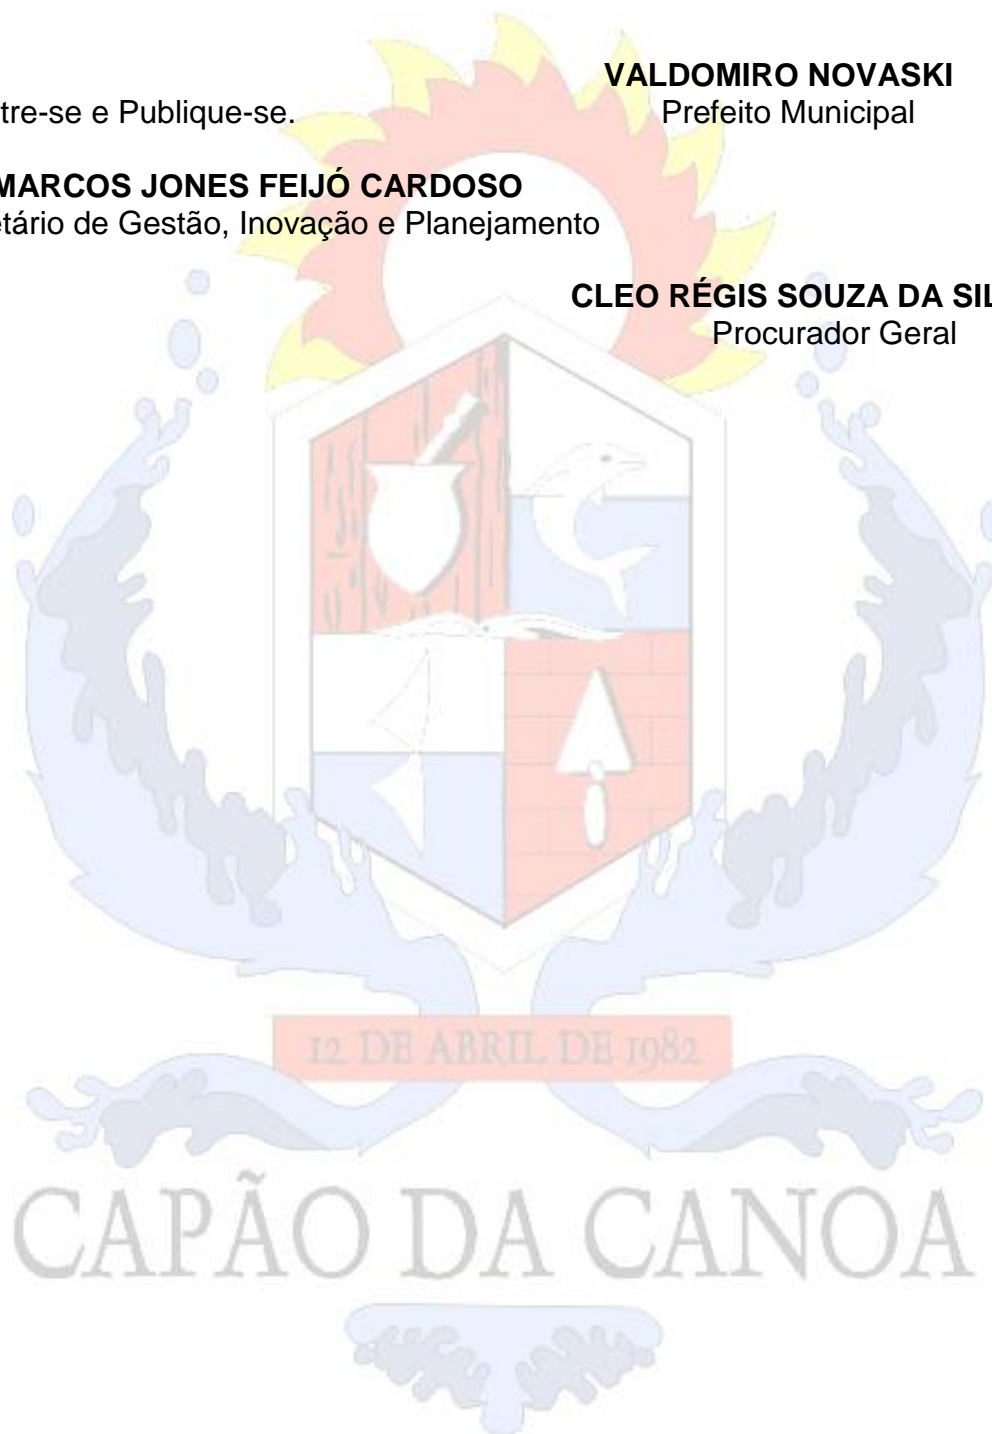 VALDOMIRO NOVASKI
tre-se e Publique-se.
Prefeito Municipal
MARCOS JONES FEIJÓ CARDOSO
etário de Gestão, Inovação e Planejamento
CLEO RÉGIS SOUZA DA SIL
Procurador Geral
12 DE ABRIL DE 1982
CAPÃO DA CANOA